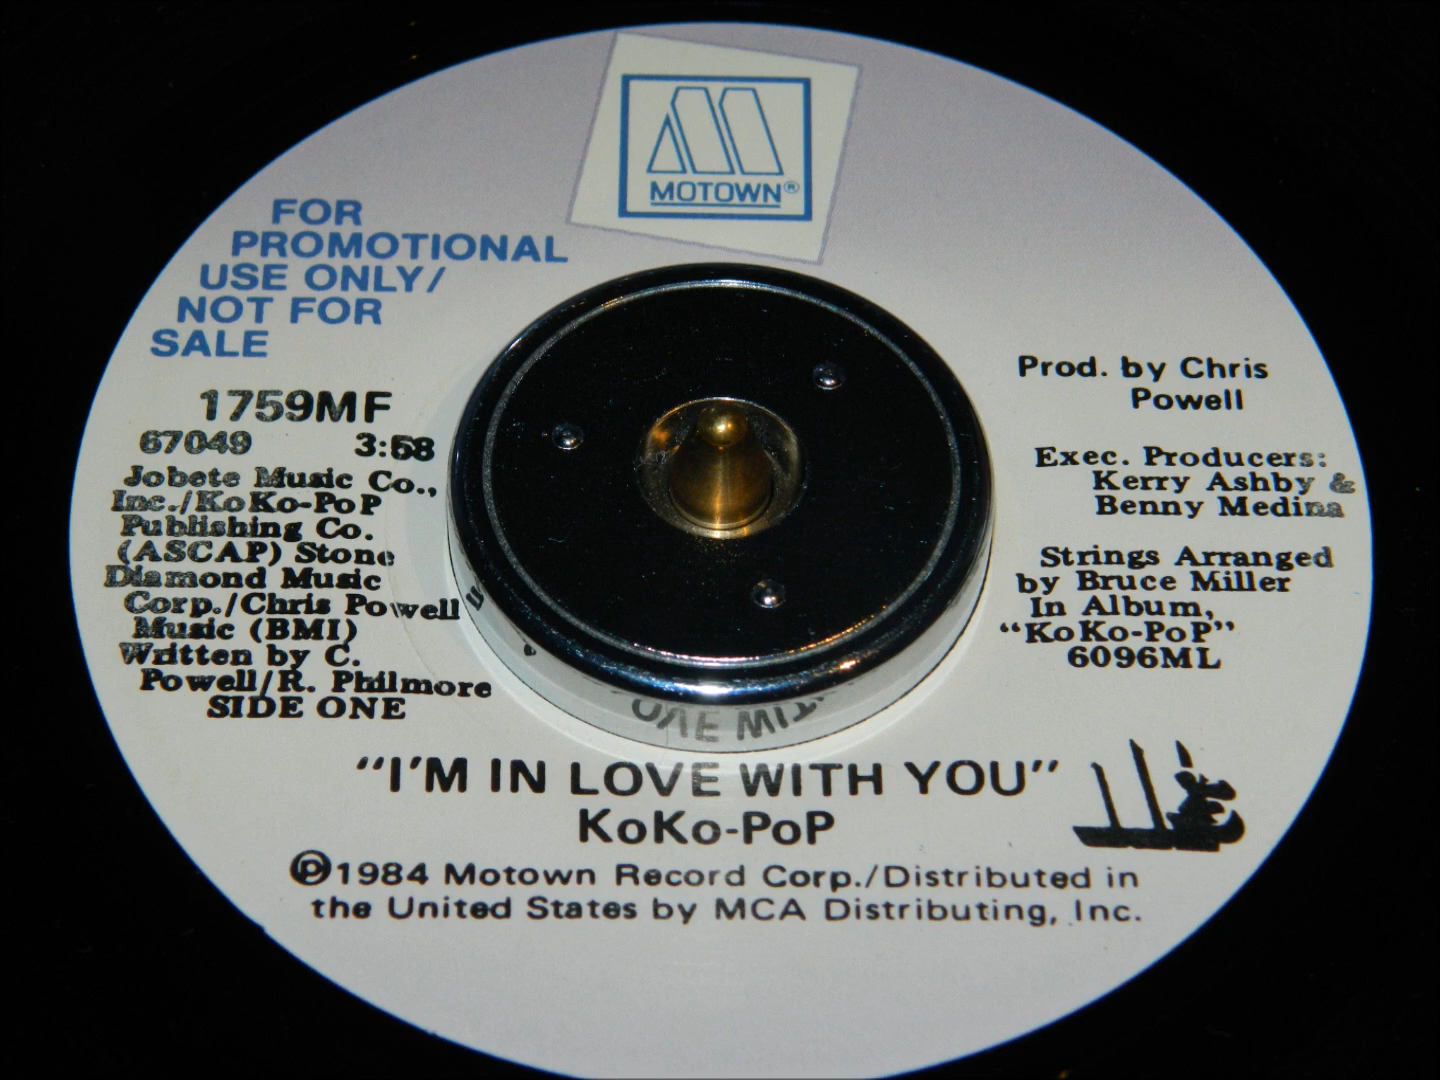 MOTOWN®
FOR
PROMOTIONAL
USE ONLY/
NOT FOR
SALE
1759MF
67049 3:58
Jobete Music Co.,
Inc./KoKo-PoP
Publishing Co.
(ASCAP) Stone
Diamond Music
Corp./Chris Powell
Music (BMI)
Written by C.
Powell/R. Philmore
SIDE ONE
Prod. by Chris
Powell
Exec. Producers:
Kerry Ashby &
Benny Medina
Strings Arranged
by Bruce Miller
In Album,
"KoKo-PoP"
6096ML
"I'M IN LOVE WITH YOU"
KoKo-PoP
℗1984 Motown Record Corp./Distributed in
the United States by MCA Distributing, Inc.